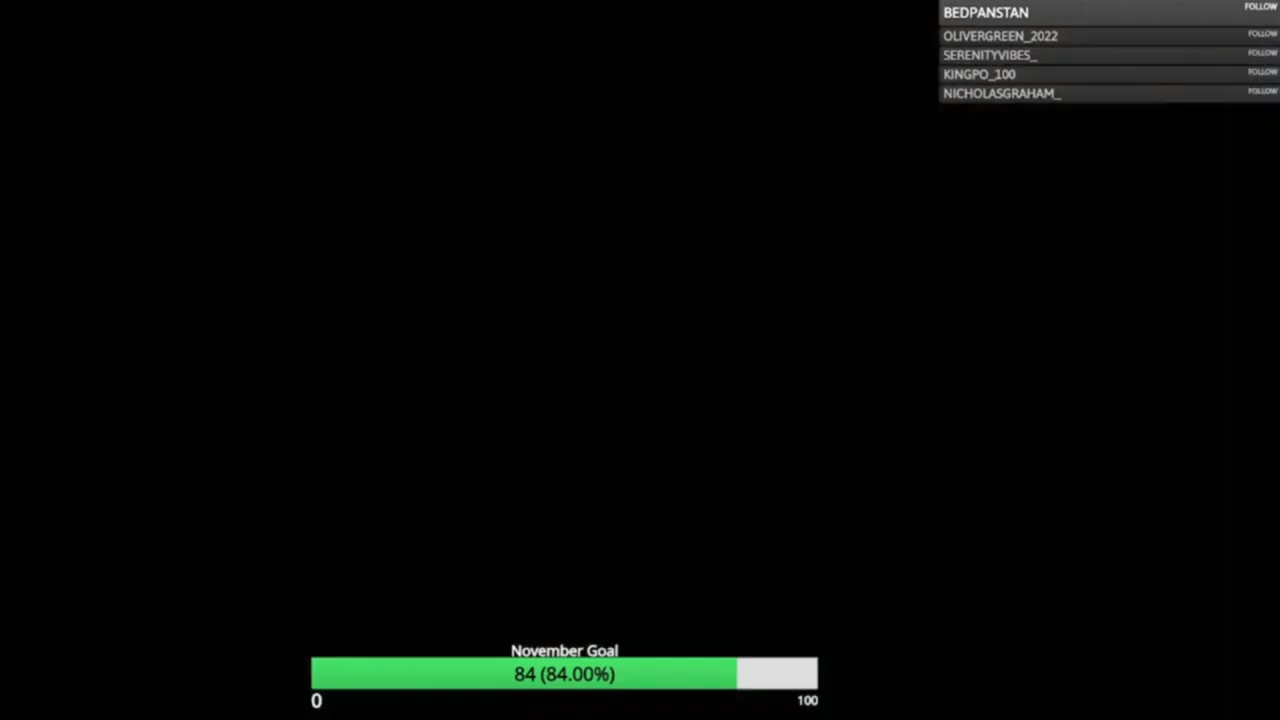 BEDPANSTAN FOLLOW
OLIVERGREEN_2022 FOLLOW
SERENITYVIBES_ FOLLOW
KINGPO_100 FOLLOW
NICHOLASGRAHAM_ FOLLOW
November Goal
84 (84.00%)
0 100